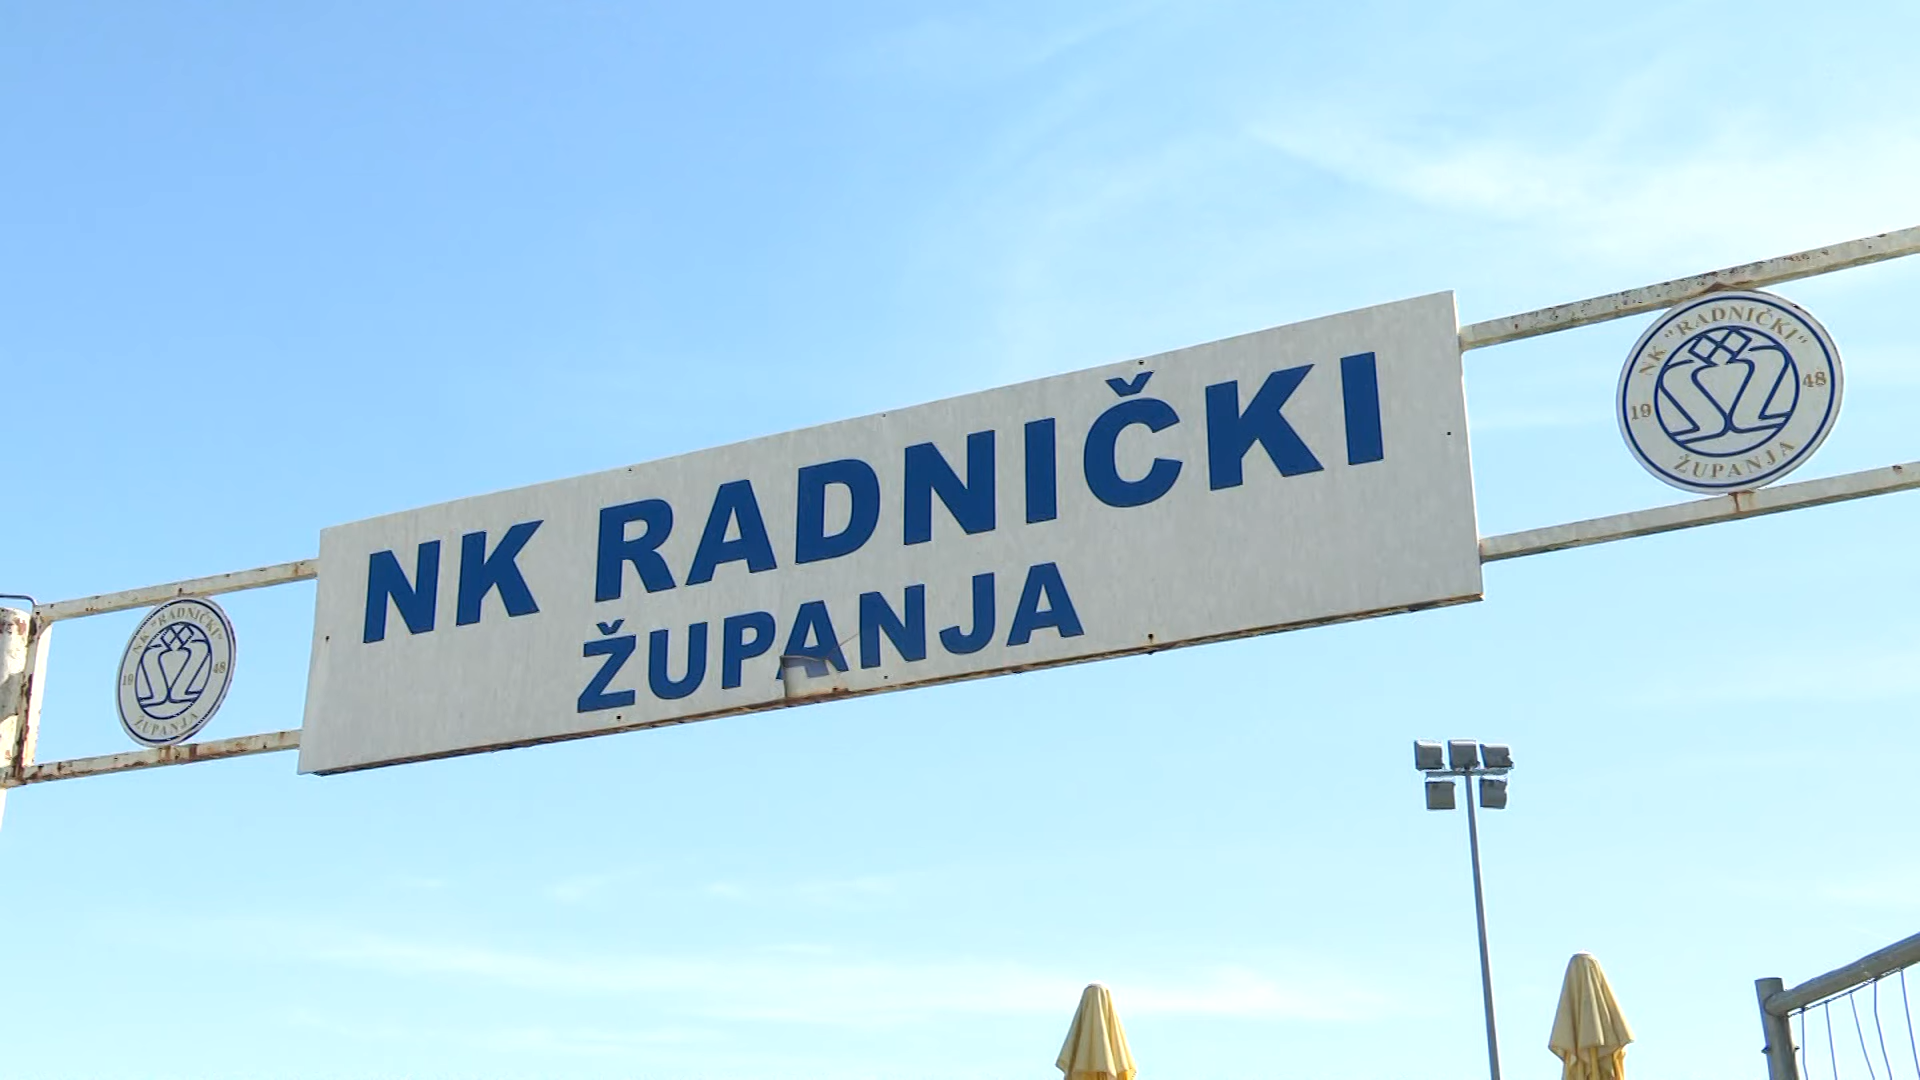 NK RADNIČKI
ŽUPANJA
NK "RADNIČKI"
19 48
ŽUPANJA
NK "RADNIČKI"
19 48
ŽUPANJA